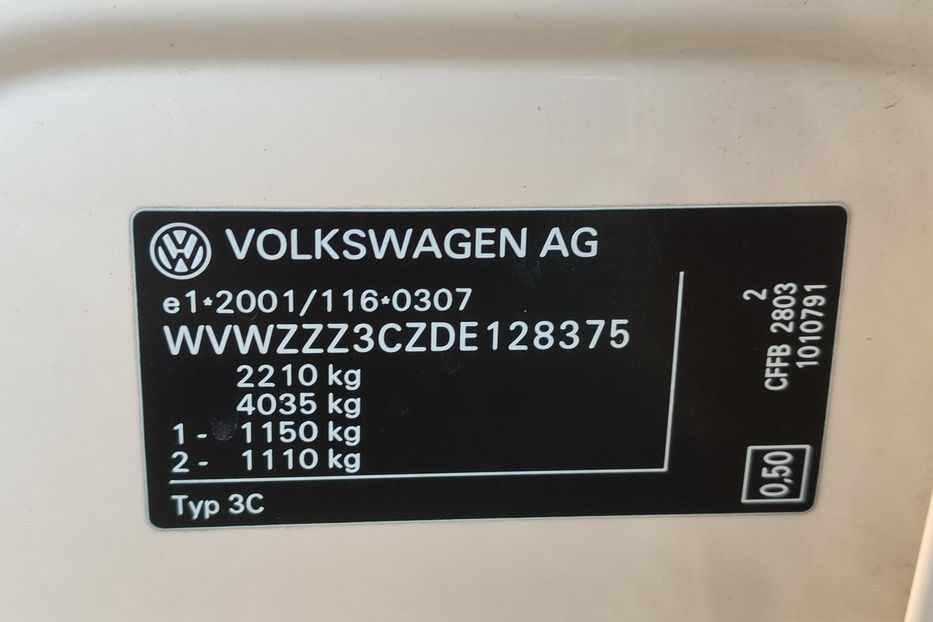 VOLKSWAGEN AG
e1*2001/116*0307
WVWZZZ3CZDE128375
2210 kg
4035 kg
1 - 1150 kg
2 - 1110 kg
Typ 3C
2
CFFB 2803
1010791
0,50